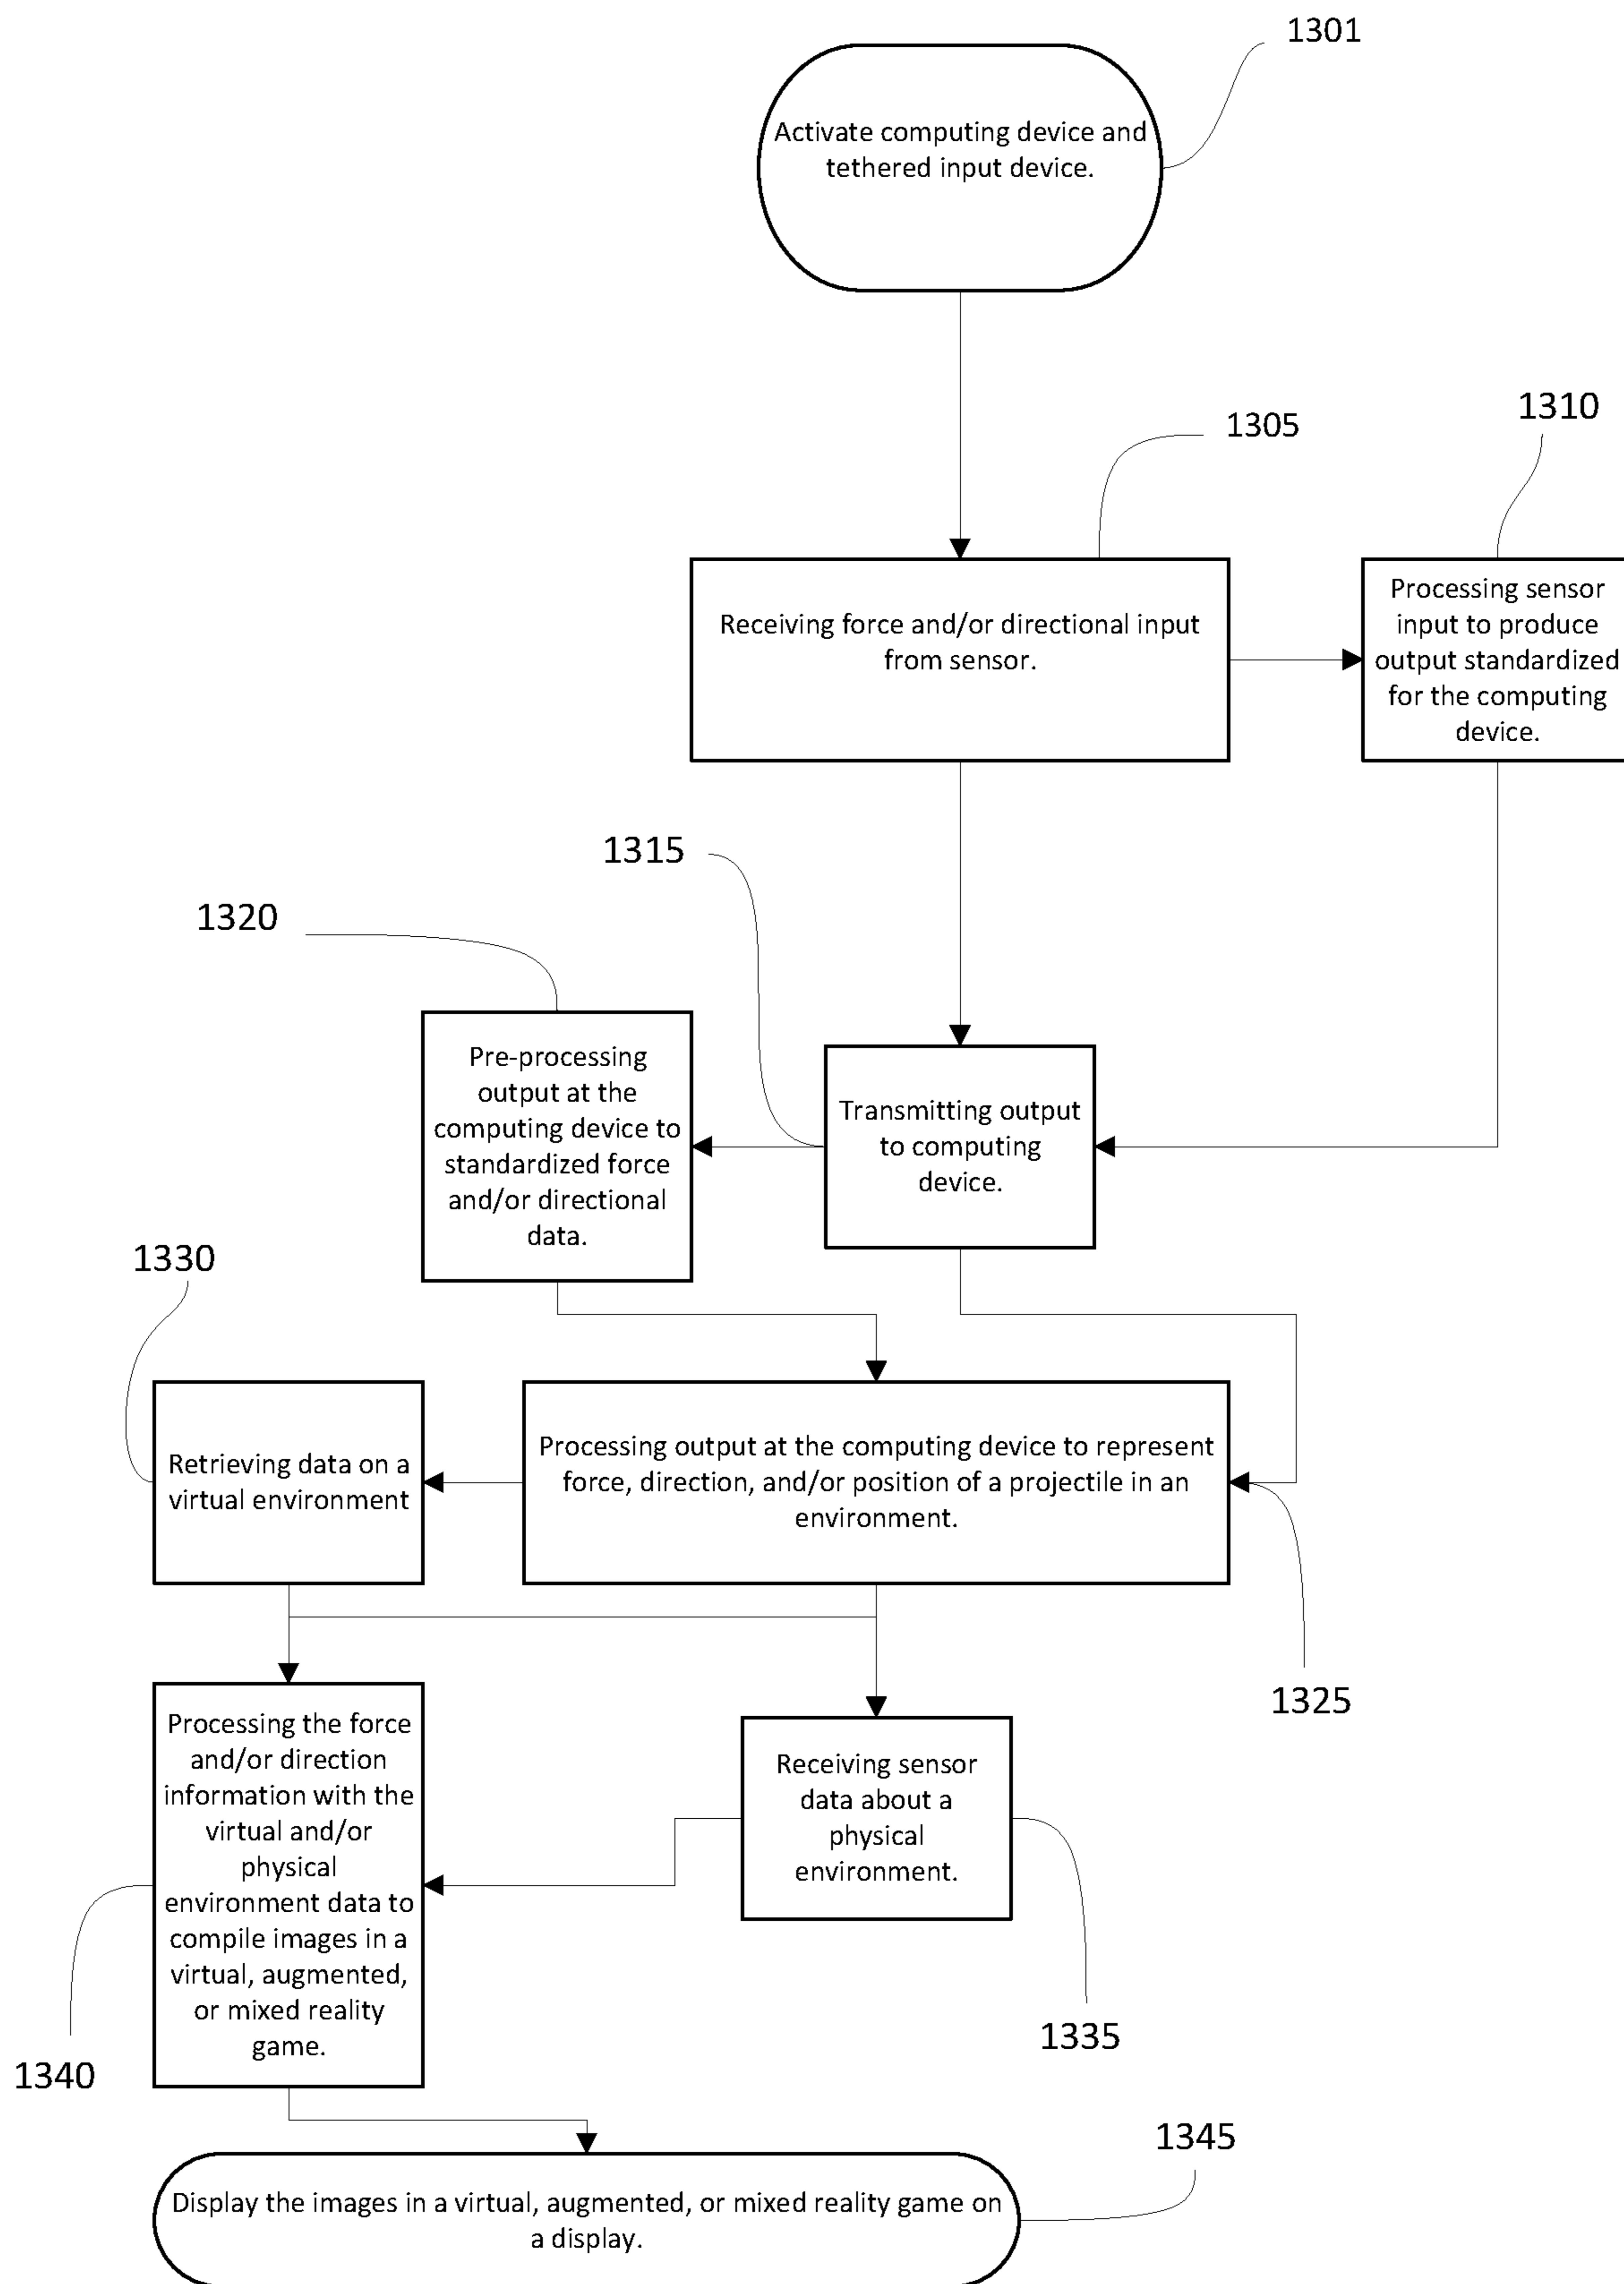 1301
Activate computing device and
tethered input device.
1305
1310
Receiving force and/or directional input
from sensor.
Processing sensor
input to produce
output standardized
for the computing
device.
1315
1320
Pre-processing
output at the
computing device to
standardized force
and/or directional
data.
Transmitting output
to computing
device.
1330
Retrieving data on a
virtual environment
Processing output at the computing device to represent
force, direction, and/or position of a projectile in an
environment.
1325
Processing the force
and/or direction
information with the
virtual and/or
physical
environment data to
compile images in a
virtual, augmented,
or mixed reality
game.
Receiving sensor
data about a
physical
environment.
1335
1340
1345
Display the images in a virtual, augmented, or mixed reality game on
a display.